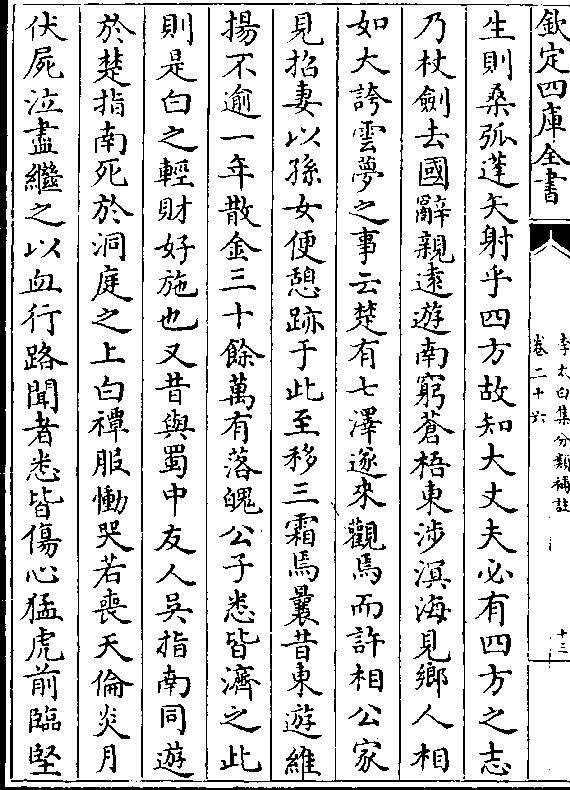 欽定四庫全書
李太白集分類補註
卷二十六
十三
生則桑弧蓬矢射乎四方故知大丈夫必有四方之志
乃杖劍去國辭親逺遊南窮蒼梧東涉溟海見鄉人相
如大誇雲夢之事云楚有七澤遂來觀焉而許相公家
見招妻以孫女便憩跡于此至移三霜焉曩昔東遊維
揚不逾一年散金三十餘萬有落魄公子悉皆濟之此
則是白之輕財好施也又昔與蜀中友人吳指南同遊
於楚指南死於洞庭之上白禫服慟哭若喪天倫炎月
伏屍泣盡繼之以血行路聞者悉皆傷心猛虎前臨堅